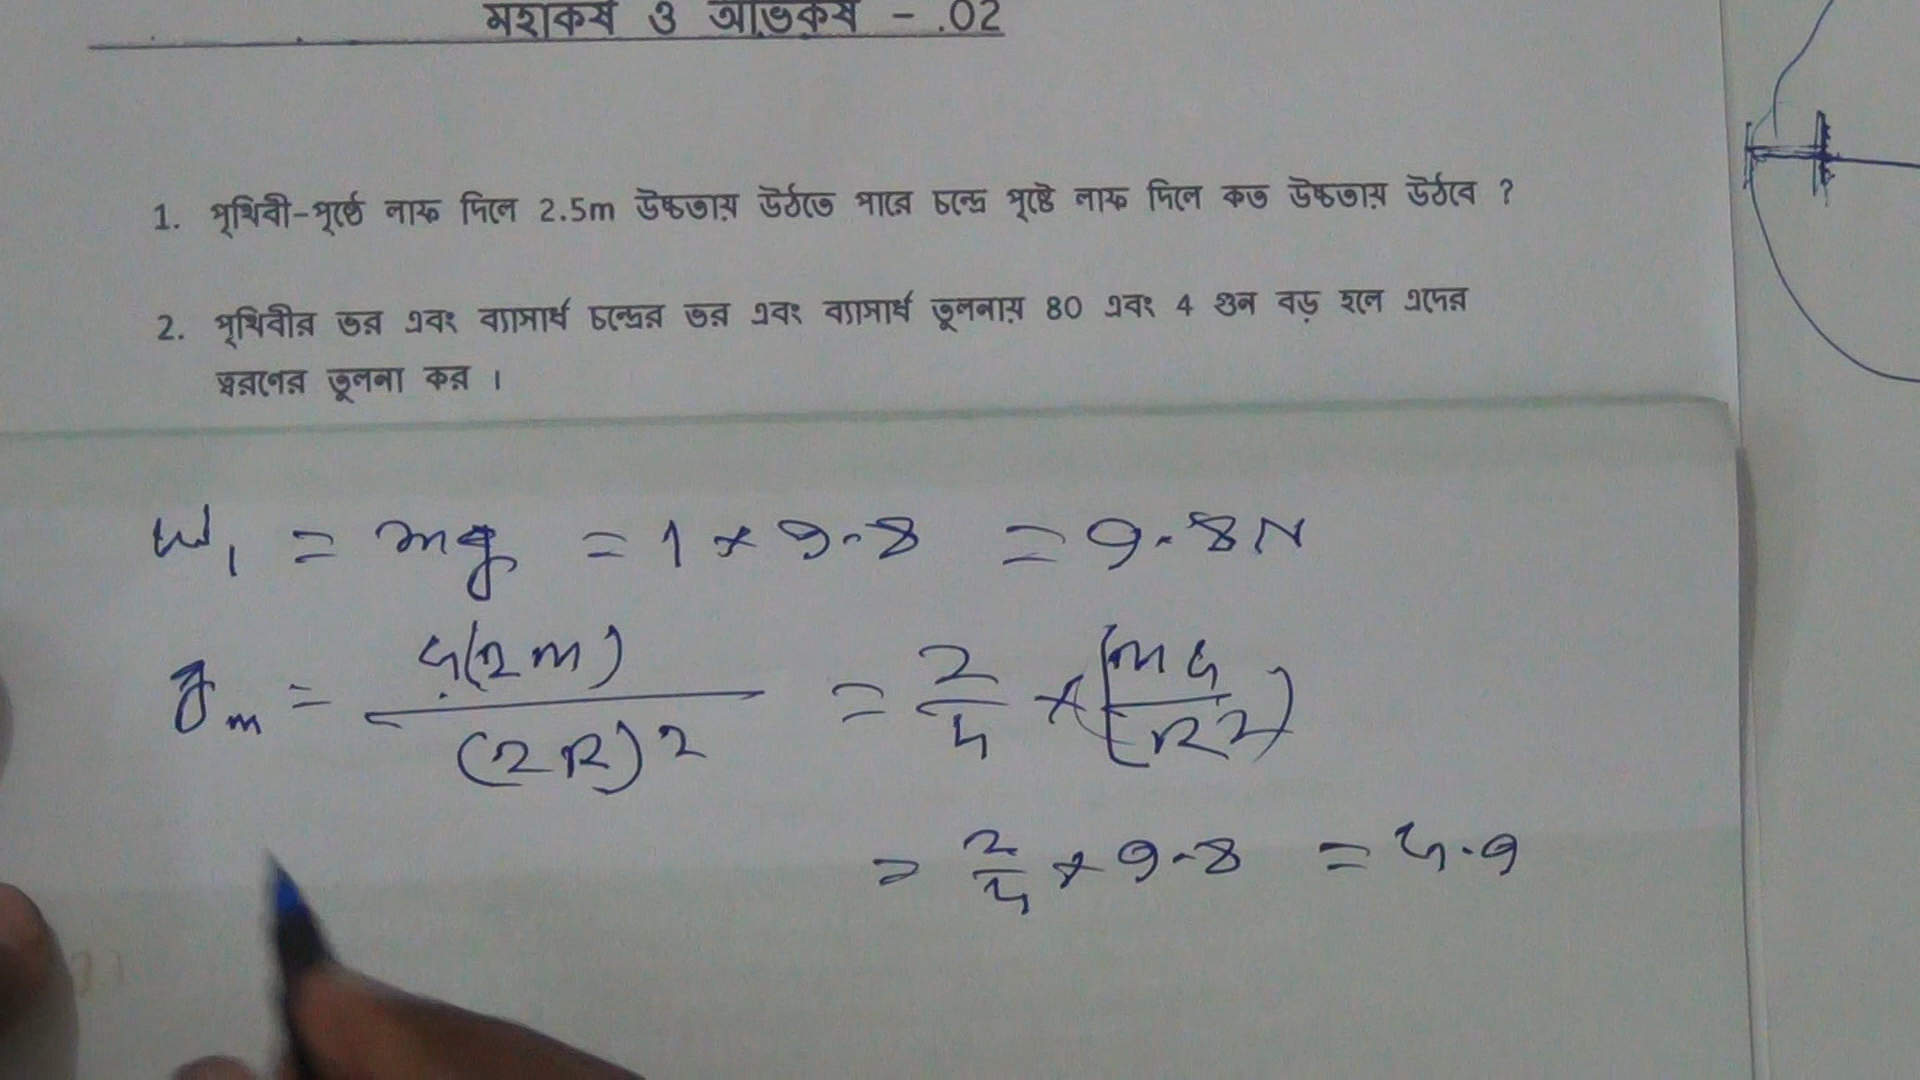 মহাকর্ষ ও অভিকর্ষ - .02
1. পৃথিবী-পৃষ্ঠে লাফ দিলে 2.5m উচ্চতায় উঠতে পারে চন্দ্রে পৃষ্ঠে লাফ দিলে কত উচ্চতায় উঠবে ?
2. পৃথিবীর ভর এবং ব্যাসার্ধ চন্দ্রের ভর এবং ব্যাসার্ধ তুলনায় 80 এবং 4 গুন বড় হলে এদের
ত্বরণের তুলনা কর ।
W₁ = mg = 1 × 9.8 = 9.8 N
gₘ = G(2m) / (2R)² = 2/4 × (mG/R²)
= 2/4 × 9.8 = 4.9